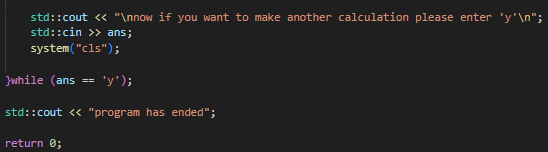 std::cout << "\nnow if you want to make another calculation please enter 'y'\n";
std::cin >> ans;
system("cls");
}while (ans == 'y');
std::cout << "program has ended";
return 0;